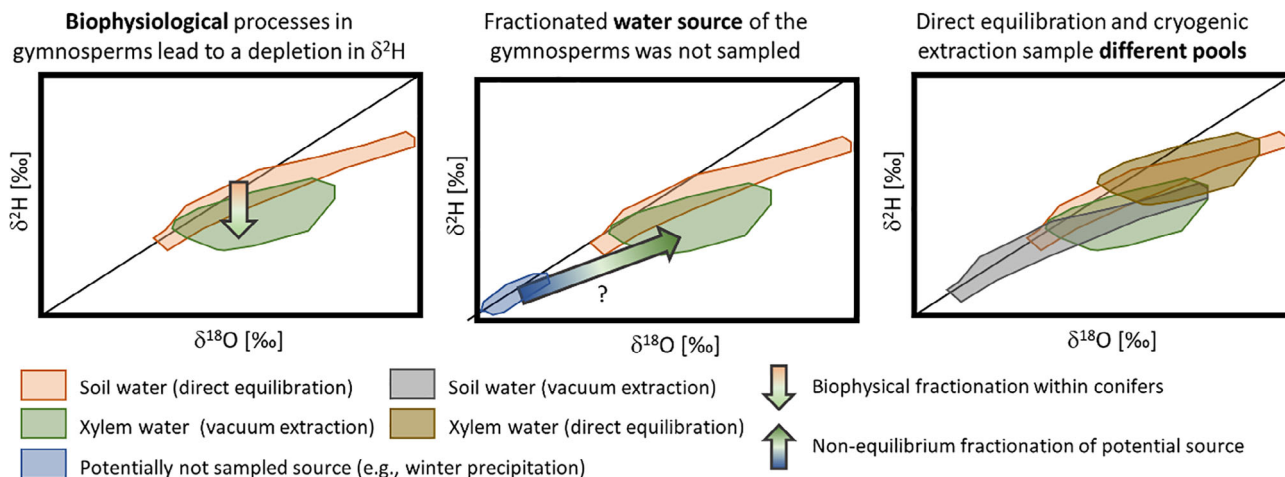 Biophysiological processes in
gymnosperms lead to a depletion in δ²H
Fractionated water source of the
gymnosperms was not sampled
Direct equilibration and cryogenic
extraction sample different pools
δ²H [‰]
δ¹⁸O [‰]
δ²H [‰]
?
δ¹⁸O [‰]
δ²H [‰]
δ¹⁸O [‰]
Soil water (direct equilibration)
Soil water (vacuum extraction)
Biophysical fractionation within conifers
Xylem water (vacuum extraction)
Xylem water (direct equilibration)
Non-equilibrium fractionation of potential source
Potentially not sampled source (e.g., winter precipitation)